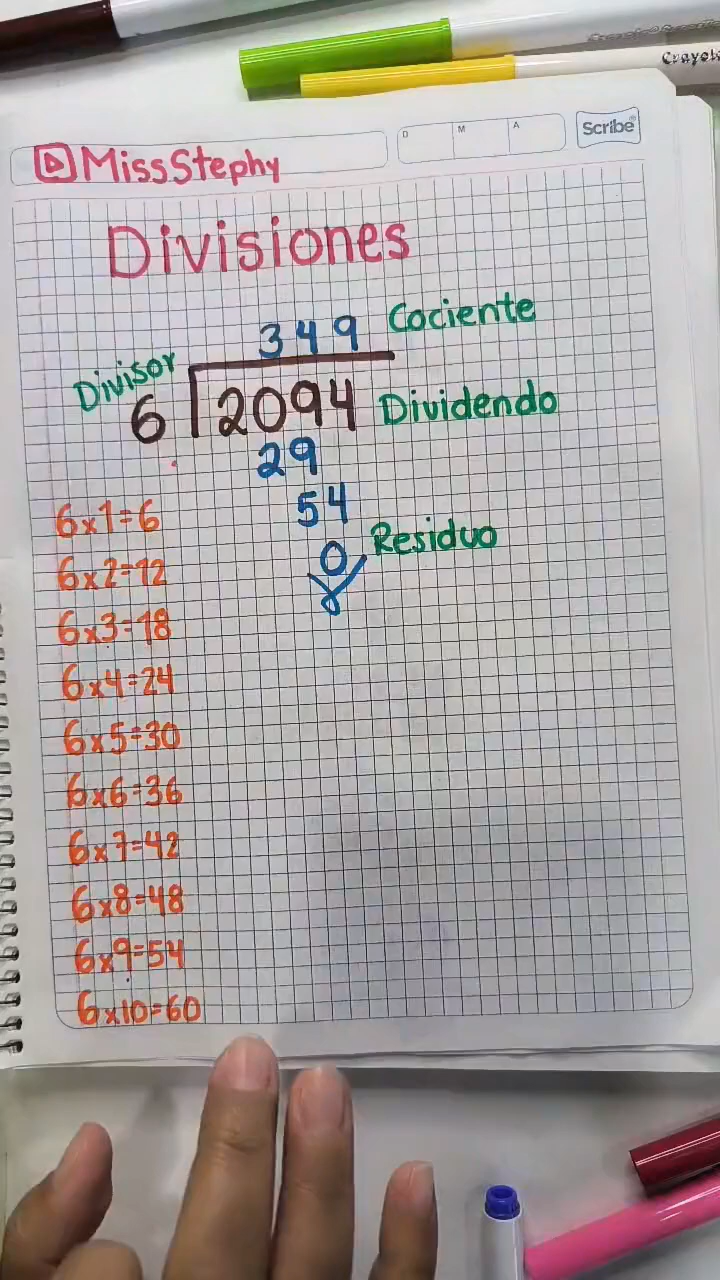 Crayola
D M A
Scribe
MissStephy
Divisiones
349 Cociente
Divisor
6 2094 Dividendo
29
54
0 Residuo
6x1=6
6x2=12
6x3=18
6x4=24
6x5=30
6x6=36
6x7=42
6x8=48
6x9=54
6x10=60